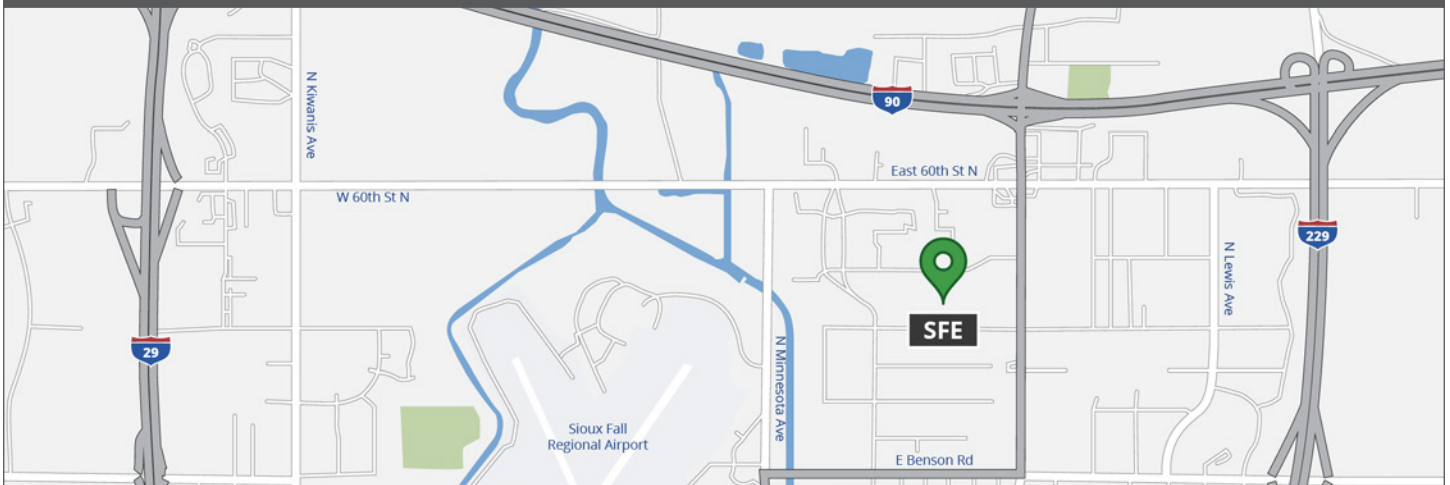 N Kiwanis Ave
90
East 60th St N
W 60th St N
229
N Lewis Ave
SFE
29
N Minnesota Ave
Sioux Fall
Regional Airport
E Benson Rd